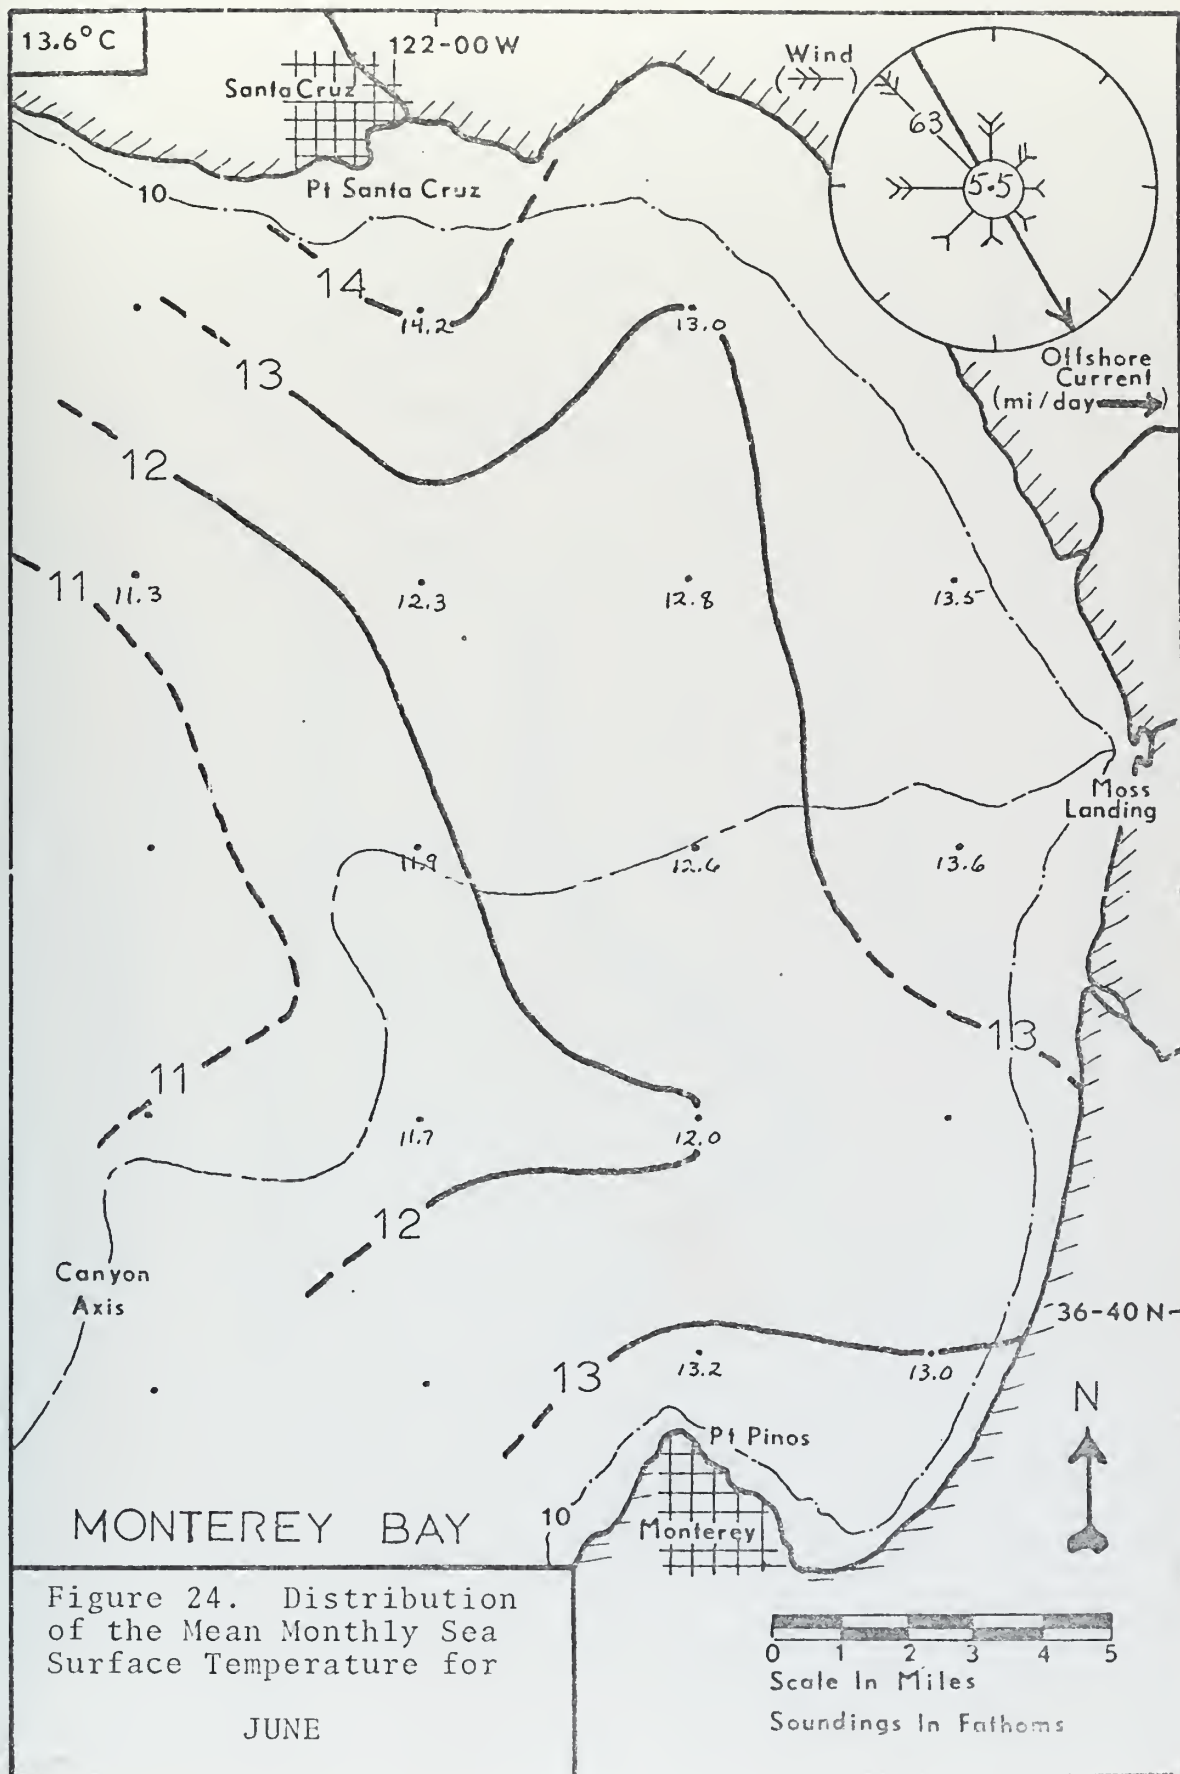 13.6°C
122-00W
Wind
Santa Cruz
63
5.5
Pt Santa Cruz
10
14
14.2
13.0
Offshore
Current
(mi/day )
13
12
11
11.3
12.3
12.8
13.5
Moss
Landing
11.9
12.6
13.6
13
11
11.7
12.0
12
Canyon
Axis
36-40 N
13
13.2
13.0
N
Pt Pinos
10
Monterey
MONTEREY BAY
Figure 24. Distribution
of the Mean Monthly Sea
Surface Temperature for
JUNE
0 1 2 3 4 5
Scale In Miles
Soundings In Fathoms